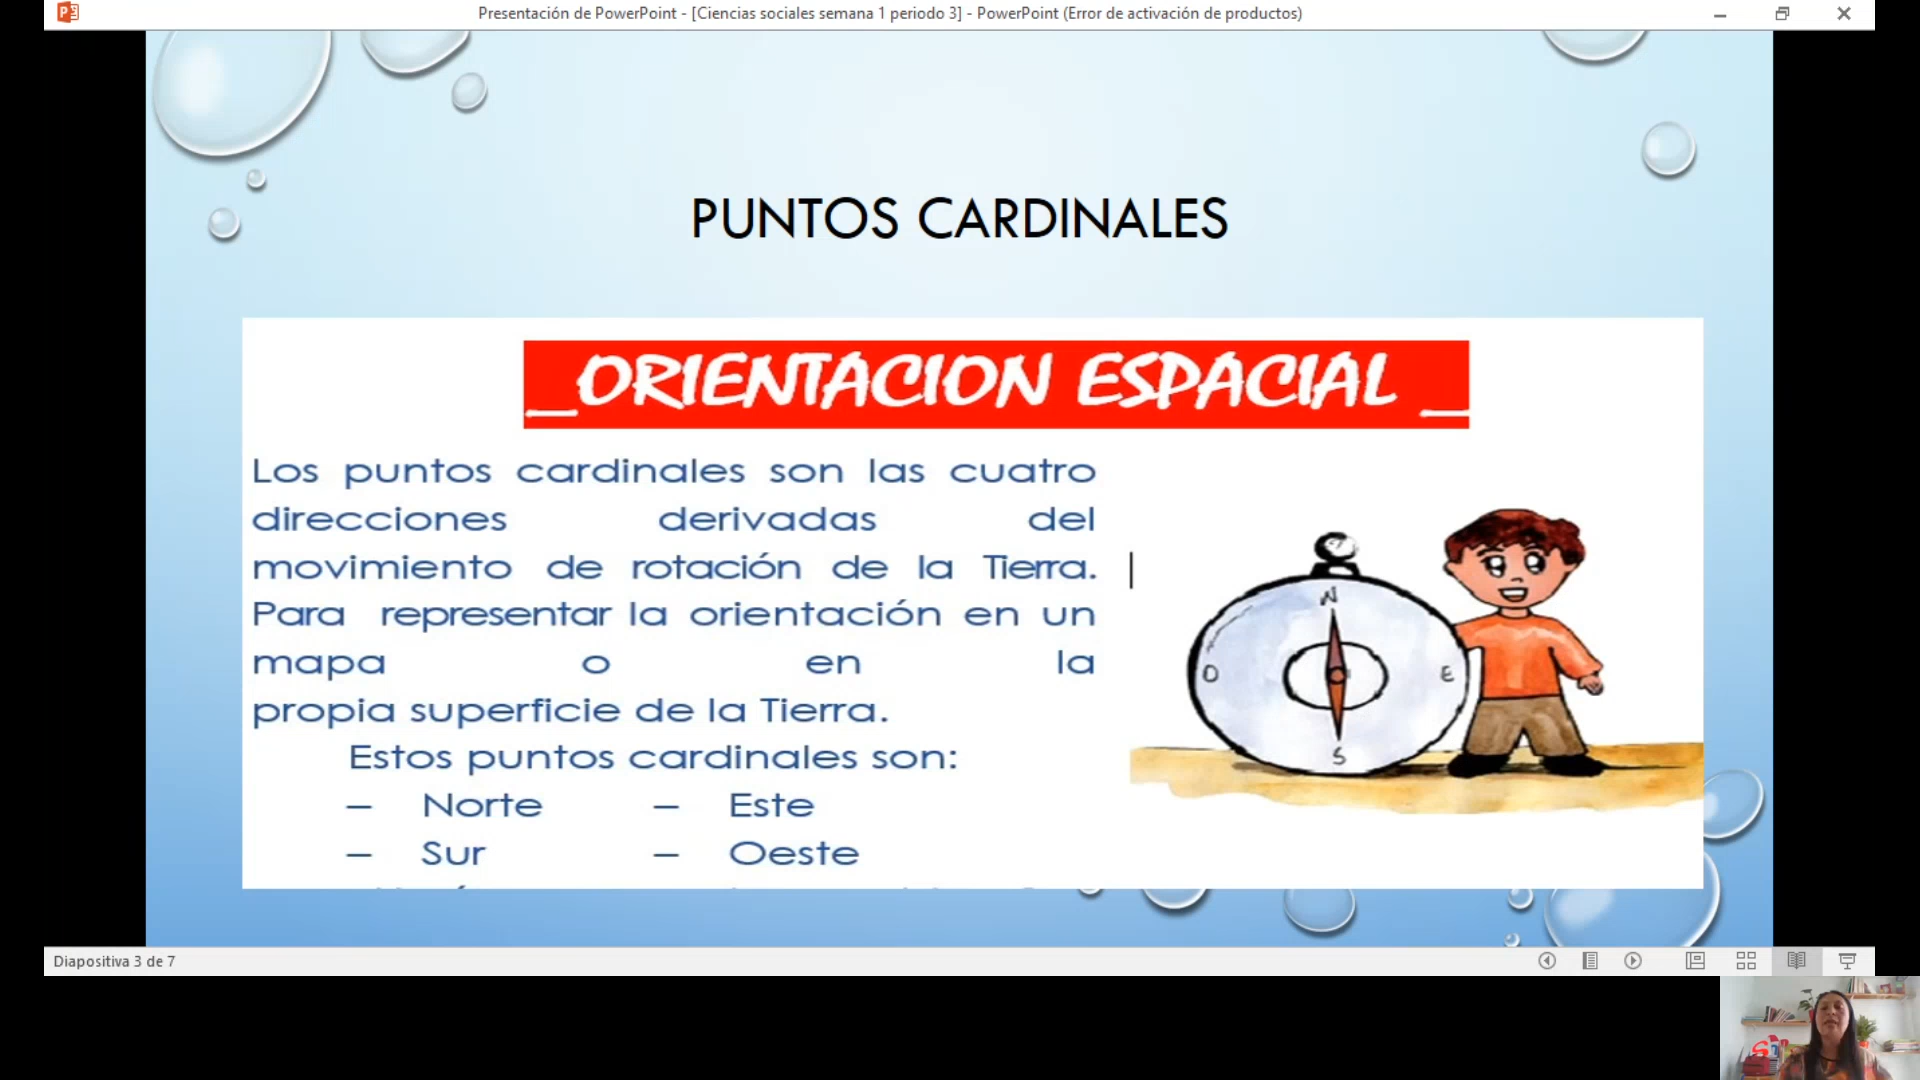 Presentación de PowerPoint - [Ciencias sociales semana 1 periodo 3] - PowerPoint (Error de activación de productos)
PUNTOS CARDINALES
_ORIENTACION ESPACIAL _
Los puntos cardinales son las cuatro
direcciones derivadas del
movimiento de rotación de la Tierra.
Para representar la orientación en un
mapa o en la
propia superficie de la Tierra.
Estos puntos cardinales son:
– Norte – Este
– Sur – Oeste
N
O E
S
Diapositiva 3 de 7